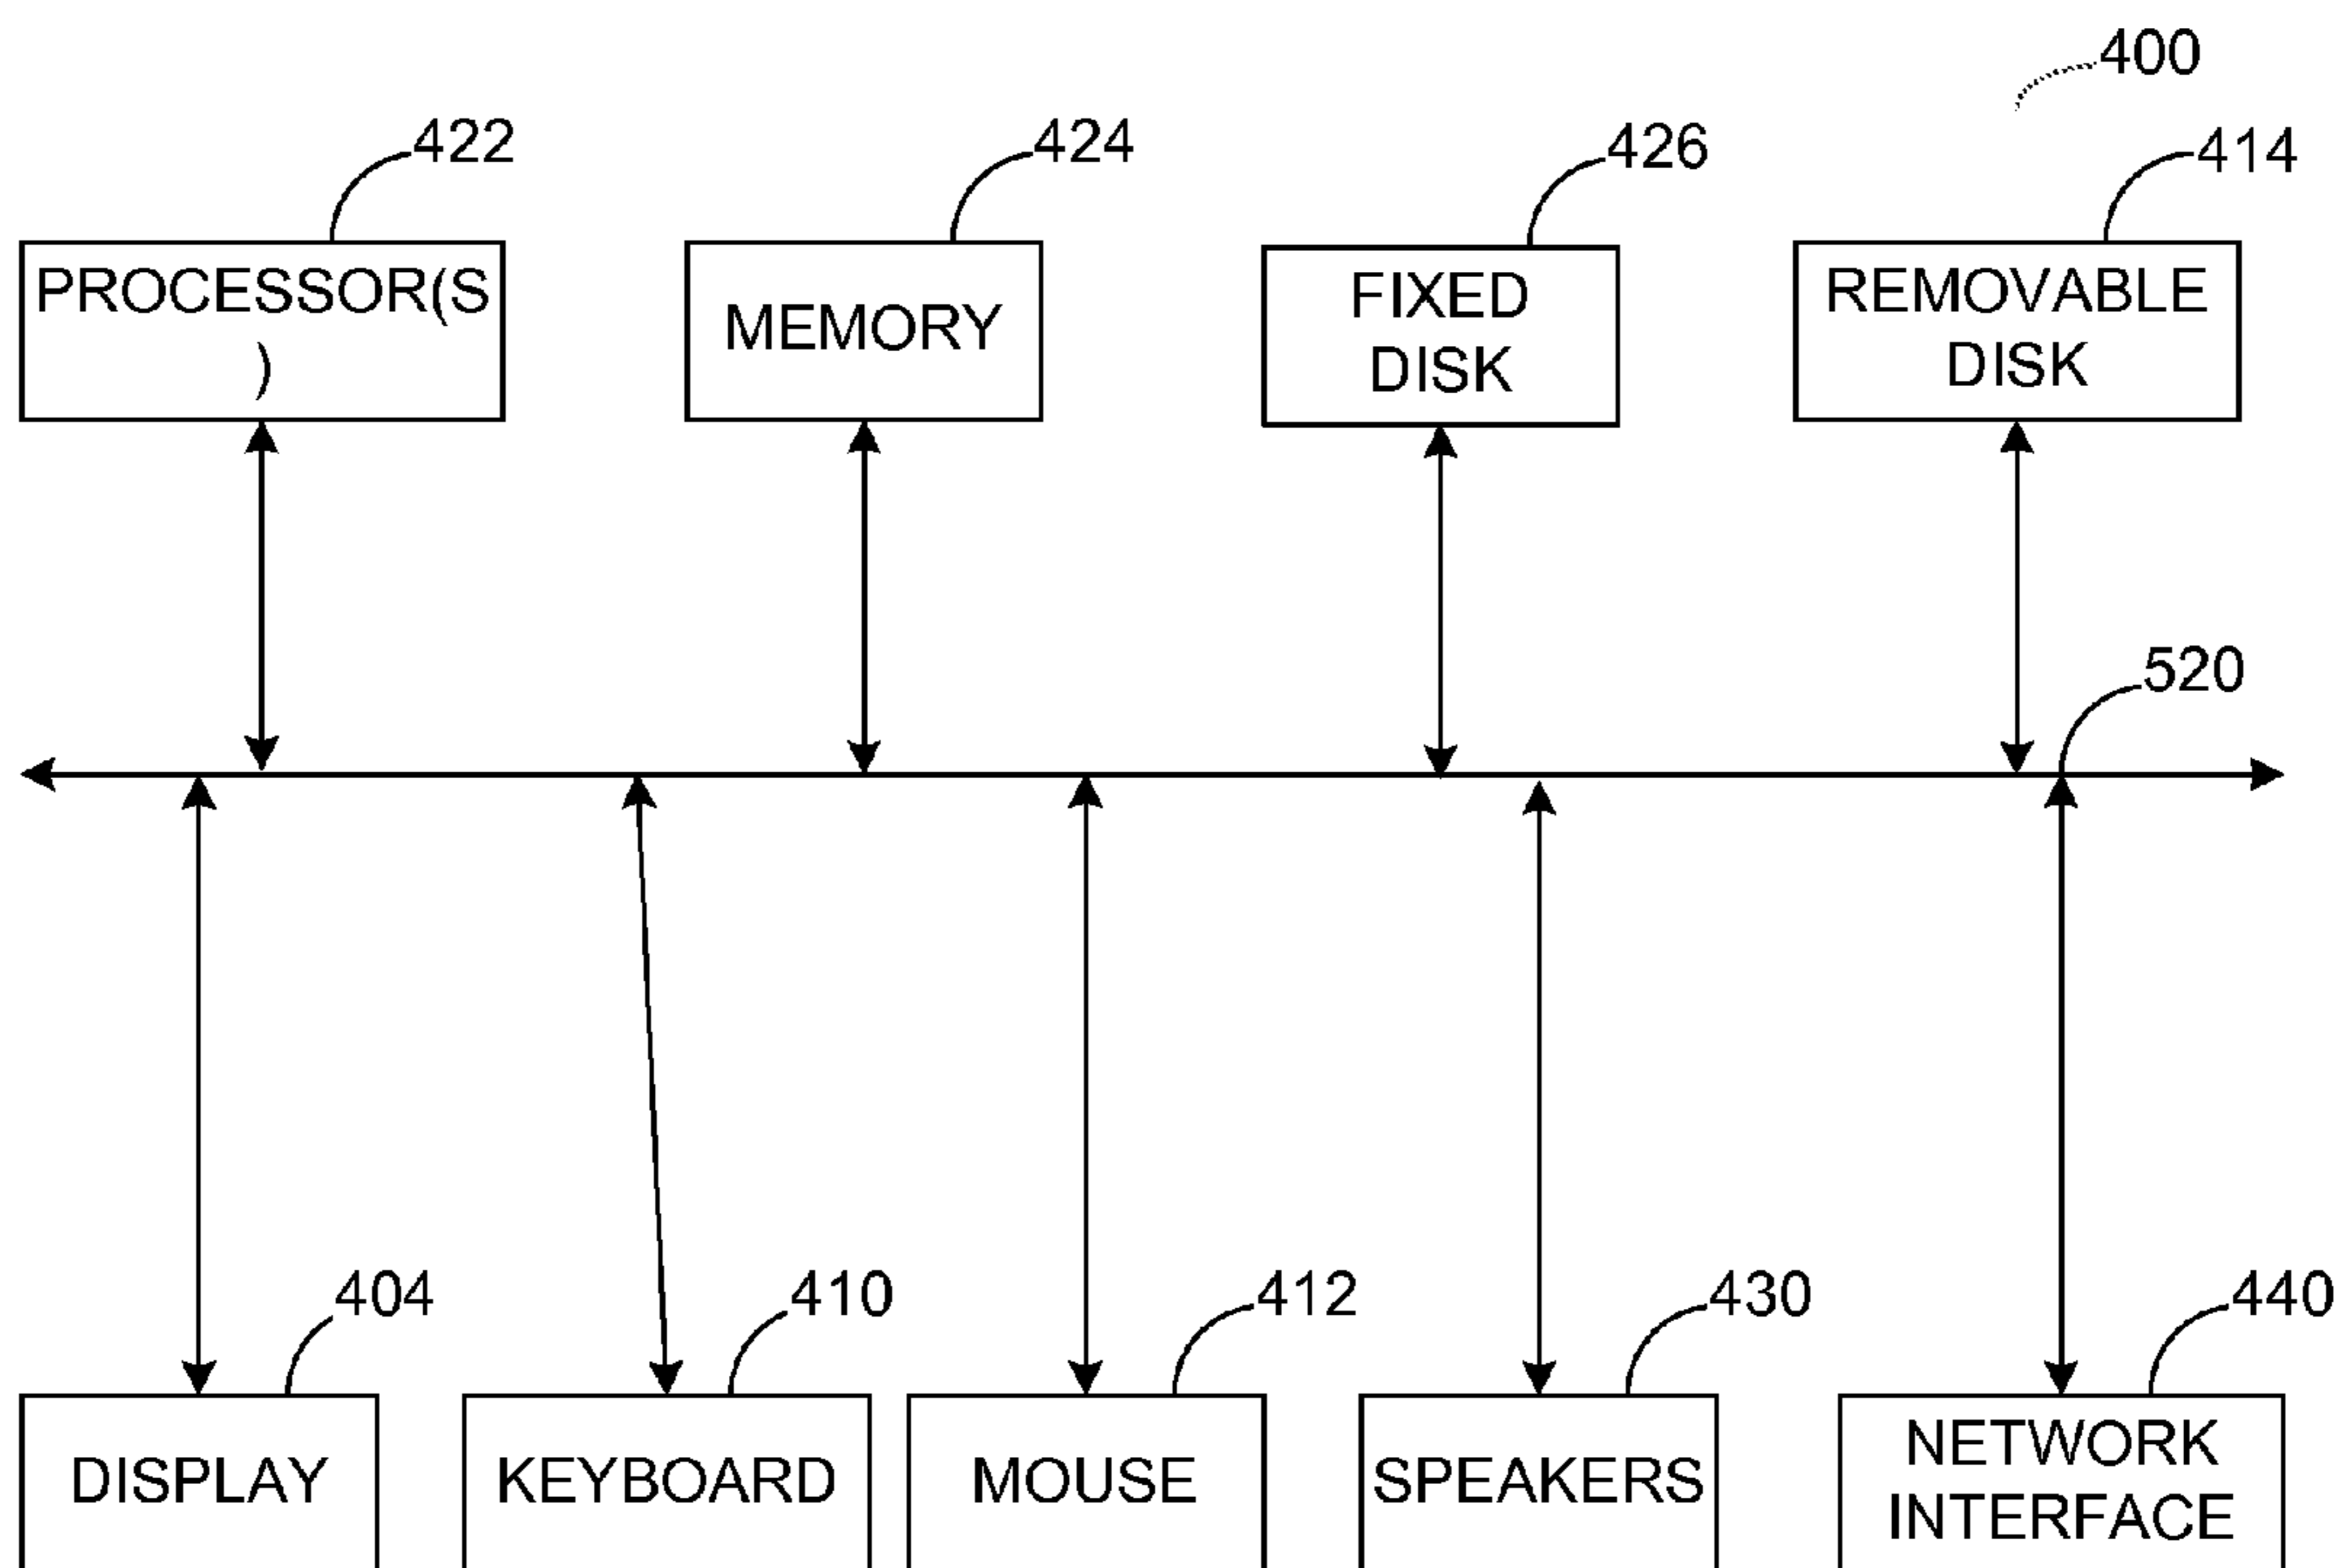 400
422
424
426
414
PROCESSOR(S
)
MEMORY
FIXED
DISK
REMOVABLE
DISK
520
404
410
412
430
440
DISPLAY
KEYBOARD
MOUSE
SPEAKERS
NETWORK
INTERFACE